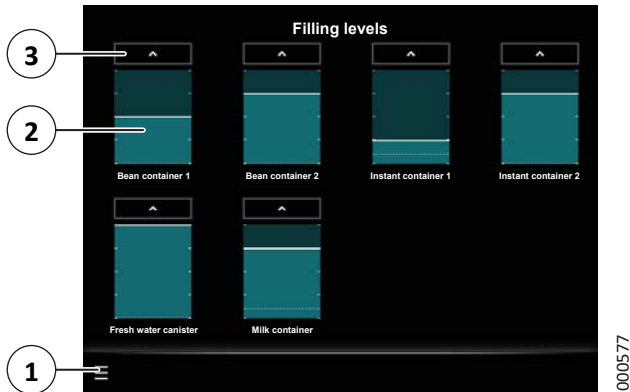 Filling levels
3
2
Bean container 1
Bean container 2
Instant container 1
Instant container 2
Fresh water canister
Milk container
1
000577